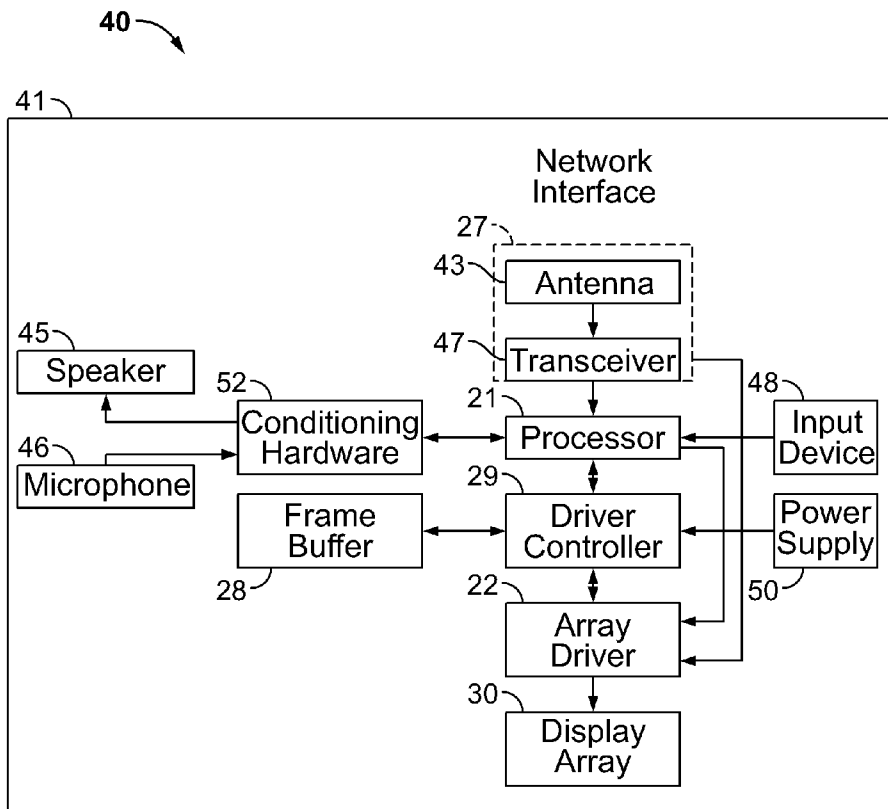 40
41
Network
Interface
27
43
Antenna
45
47
Speaker
52
Transceiver
48
21
Conditioning
Hardware
Processor
Input
Device
46
Microphone
29
Frame
Buffer
Driver
Controller
Power
Supply
28
22
50
Array
Driver
30
Display
Array